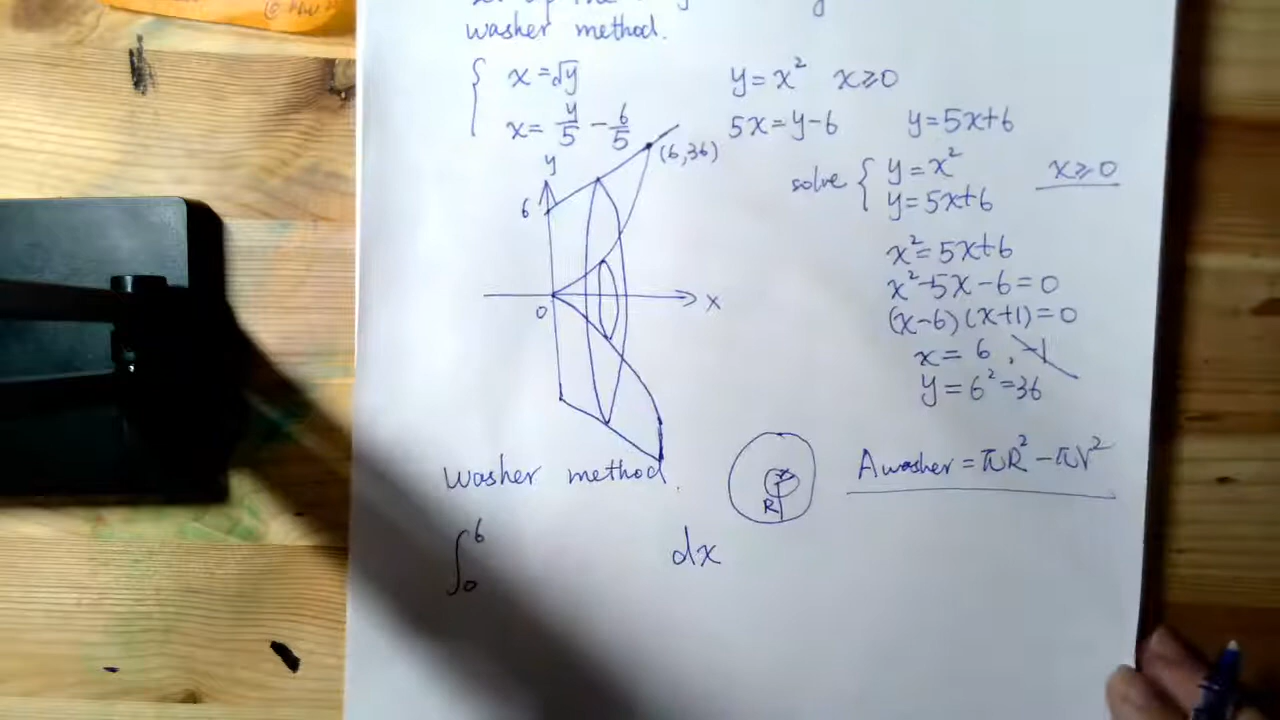 washer method.
x = √y
y = x² x ≥ 0
x = y/5 - 6/5
5x = y-6
y = 5x+6
y
(6,36)
6
0
x
solve { y = x² x ≥ 0
y = 5x+6
x² = 5x+6
x² - 5x - 6 = 0
(x-6)(x+1) = 0
x = 6, -1
y = 6² = 36
washer method.
r
R
A washer = πR² - πr²
∫₀⁶ dx